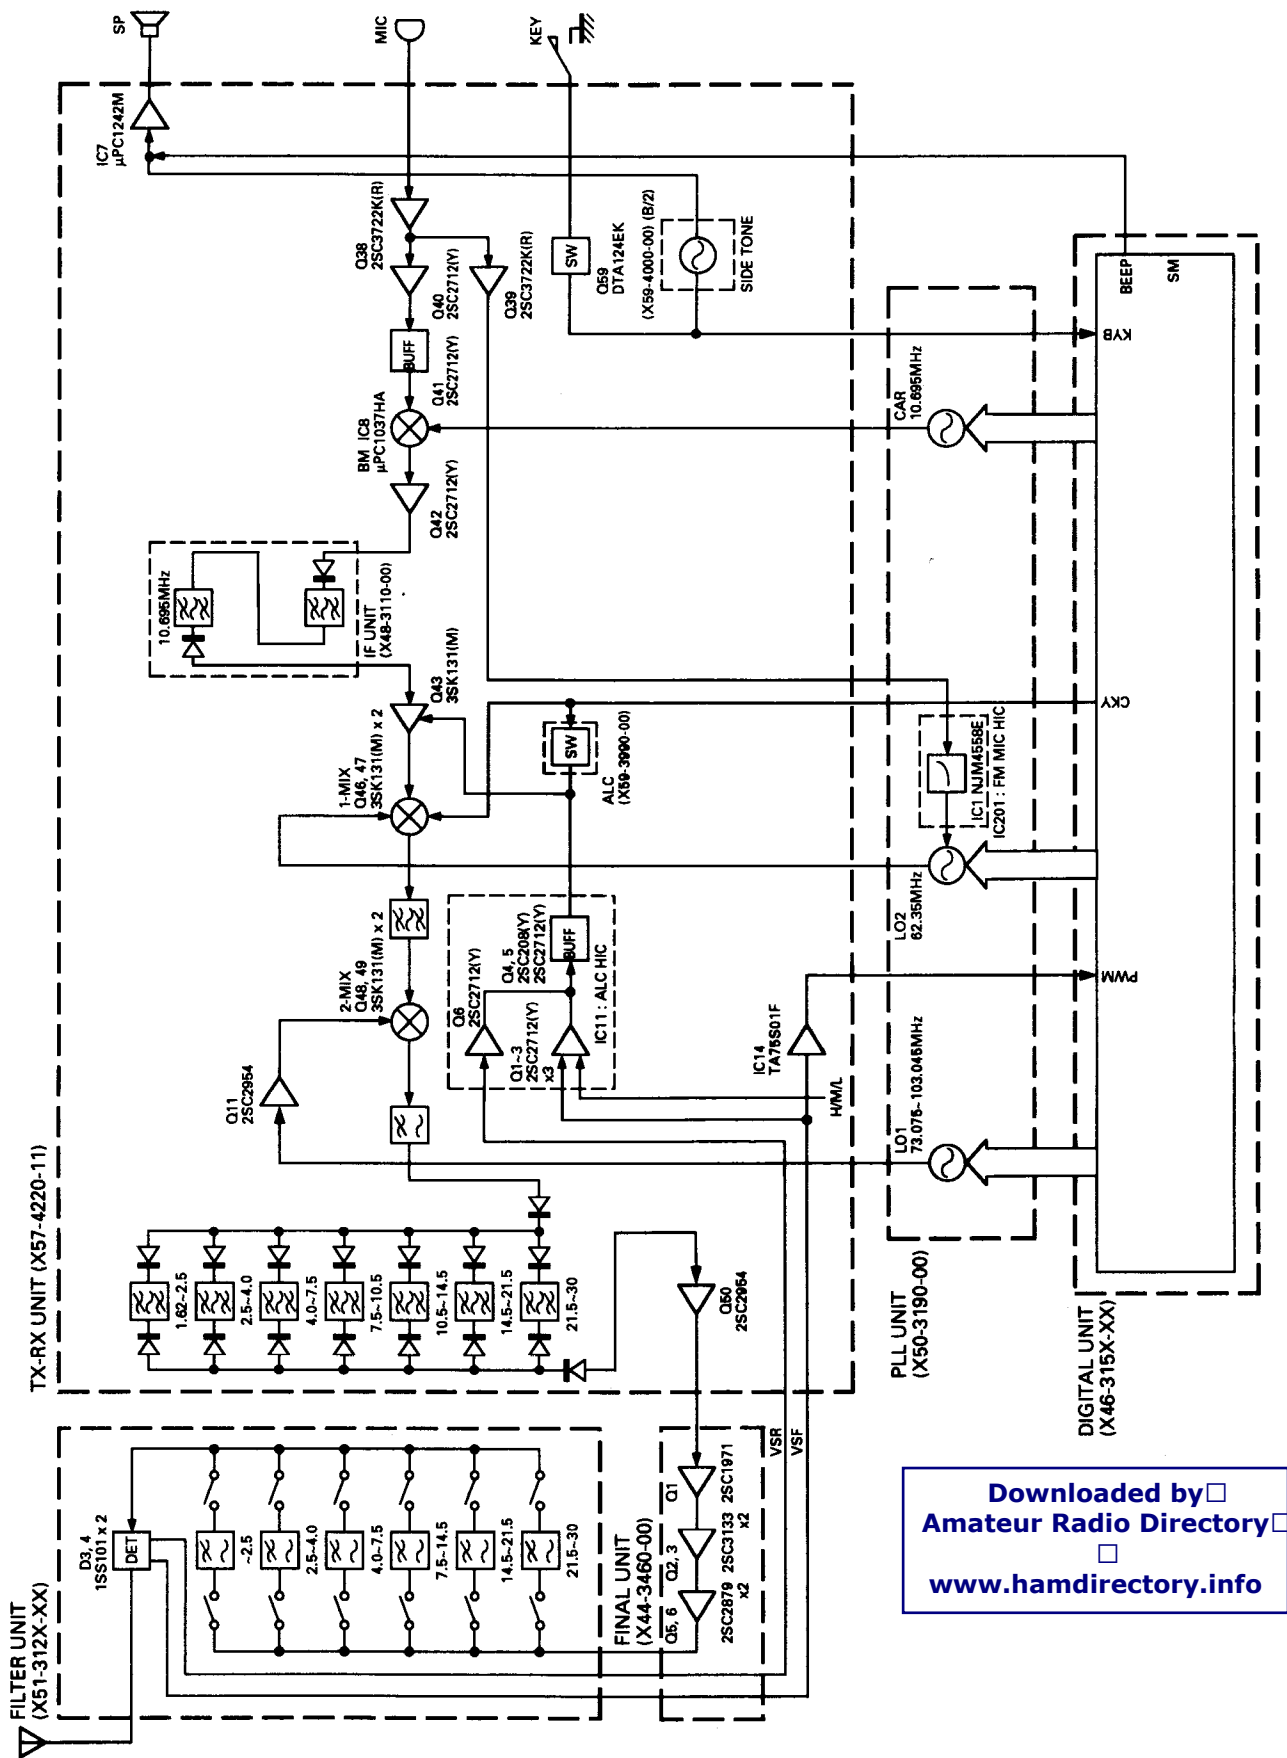 TX-RX UNIT (X57-4220-11)
SP
IC7
µPC1242M
MIC
KEY
Q38
2SC3722K(R)
Q40
2SC2712(Y)
Q39
2SC3722K(R)
BUFF
Q41
2SC2712(Y)
BM IC8
µPC1037HA
Q42
2SC2712(Y)
SW
Q59
DTA124EK
(X59-4000-00) (B/2)
SIDE TONE
10.695MHz
IF UNIT
(X48-3110-00)
Q43
3SK131(M)
1-MIX
Q46, 47
3SK131(M) x 2
SW
ALC
(X59-3990-00)
2-MIX
Q48, 49
3SK131(M) x 2
Q11
2SC2954
Q6
2SC2712(Y)
Q4, 5
2SC208(Y)
2SC2712(Y)
BUFF
Q1~3
2SC2712(Y)
x3
IC11 : ALC HIC
IC14
TA75S01F
H/M/L
1.62~2.5
2.5~4.0
4.0~7.5
7.5~10.5
10.5~14.5
14.5~21.5
21.5~30
Q50
2SC2954
VSR
VSF
FILTER UNIT
(X51-312X-XX)
D3, 4
1SS101 x 2
DET
~2.5
2.5~4.0
4.0~7.5
7.5~14.5
14.5~21.5
21.5~30
FINAL UNIT
(X44-3460-00)
Q1
2SC1971
Q2, 3
2SC3133
x2
Q5, 6
2SC2879
x2
PLL UNIT
(X50-3190-00)
LO1
73.075~103.045MHz
LO2
62.35MHz
IC1 NJM4558E
IC201 : FM MIC HIC
CAR
10.695MHz
DIGITAL UNIT
(X46-315X-XX)
PWM
CKY
KYB
BEEP
SM
Downloaded by□
Amateur Radio Directory□
□
www.hamdirectory.info